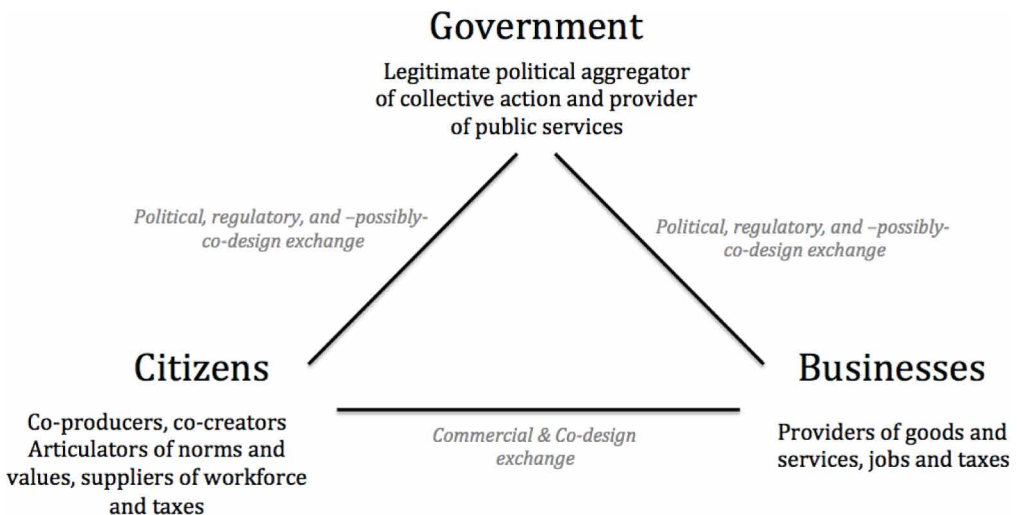 Government
Legitimate political aggregator
of collective action and provider
of public services
Political, regulatory, and –possibly-
co-design exchange
Political, regulatory, and –possibly-
co-design exchange
Citizens
Co-producers, co-creators
Articulators of norms and
values, suppliers of workforce
and taxes
Commercial & Co-design
exchange
Businesses
Providers of goods and
services, jobs and taxes